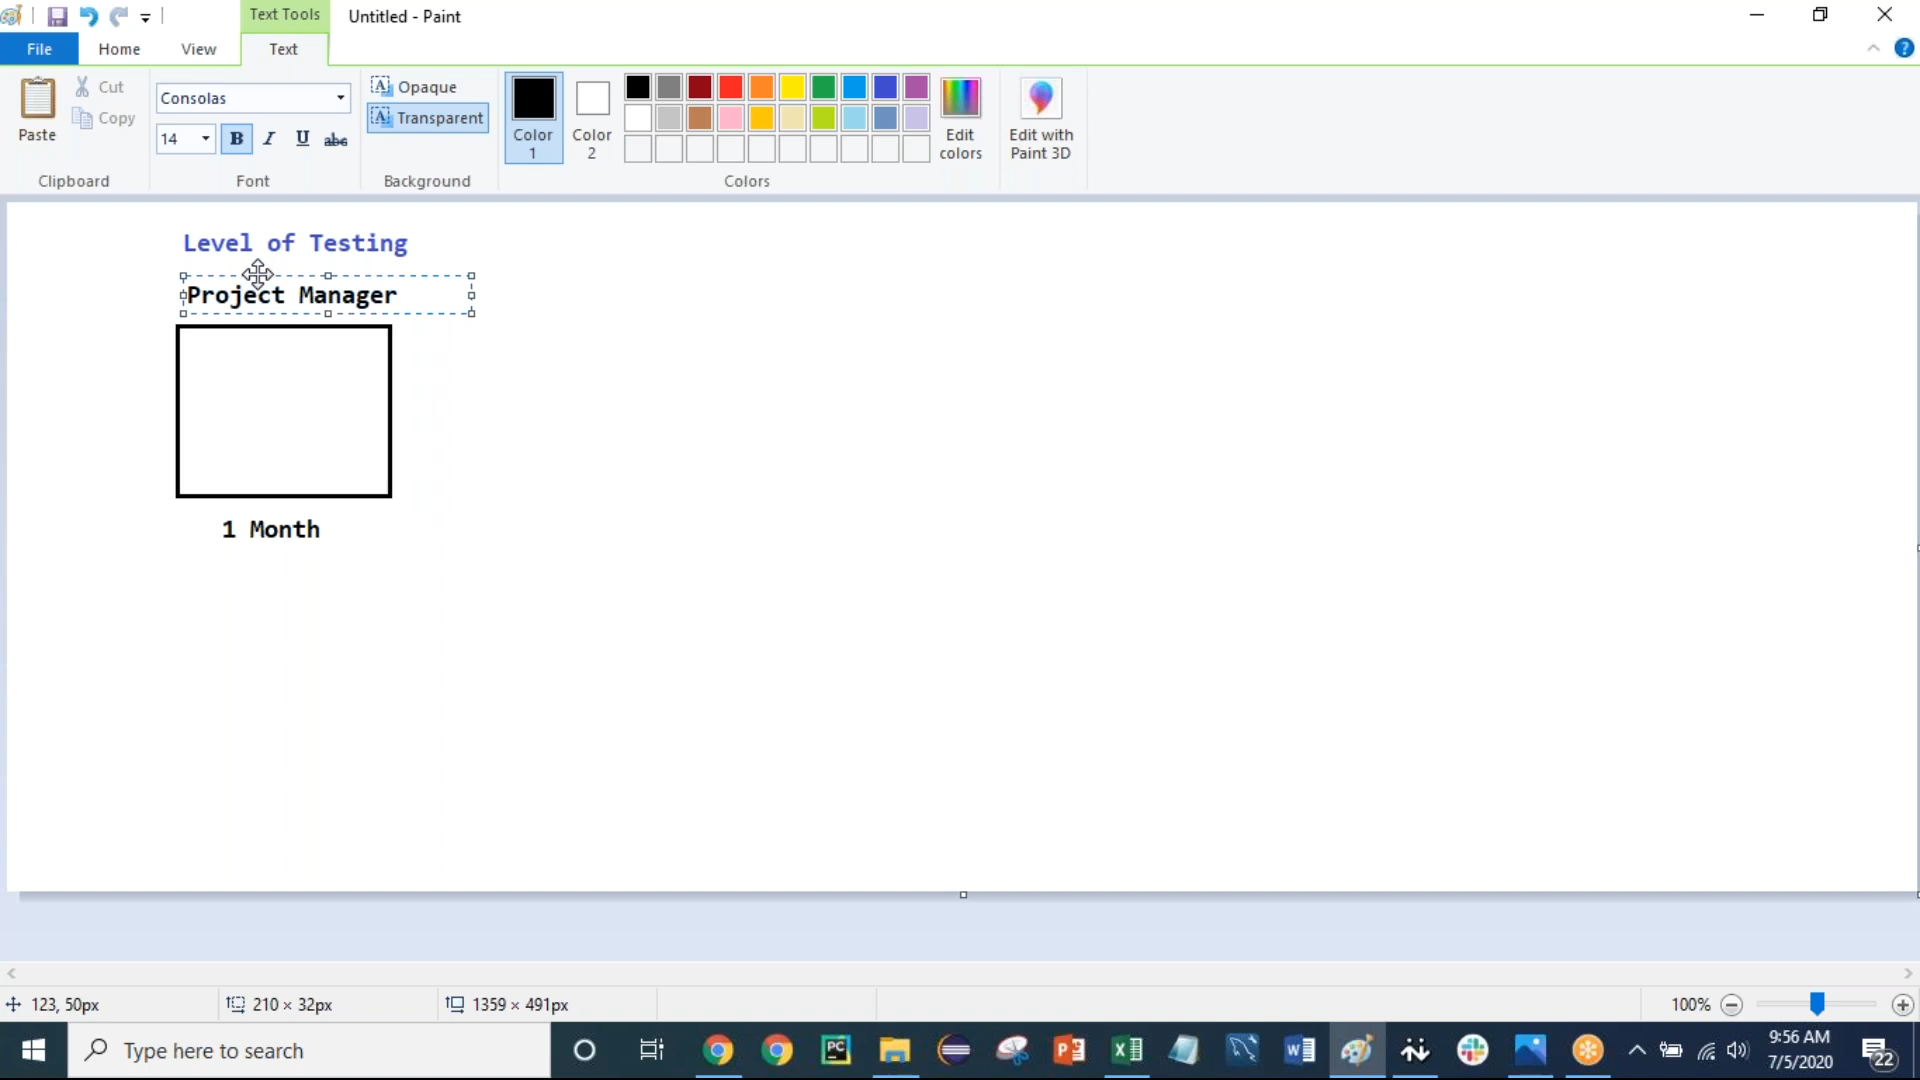 Text Tools
Untitled - Paint
File
Home
View
Text
Paste
Cut
Copy
Clipboard
Consolas
14
B
I
U
abc
Font
A Opaque
A Transparent
Background
Color
1
Color
2
Edit
colors
Edit with
Paint 3D
Colors
Level of Testing
Project Manager
1 Month
123, 50px
210 × 32px
1359 × 491px
100%
Type here to search
PC
9:56 AM
7/5/2020
22